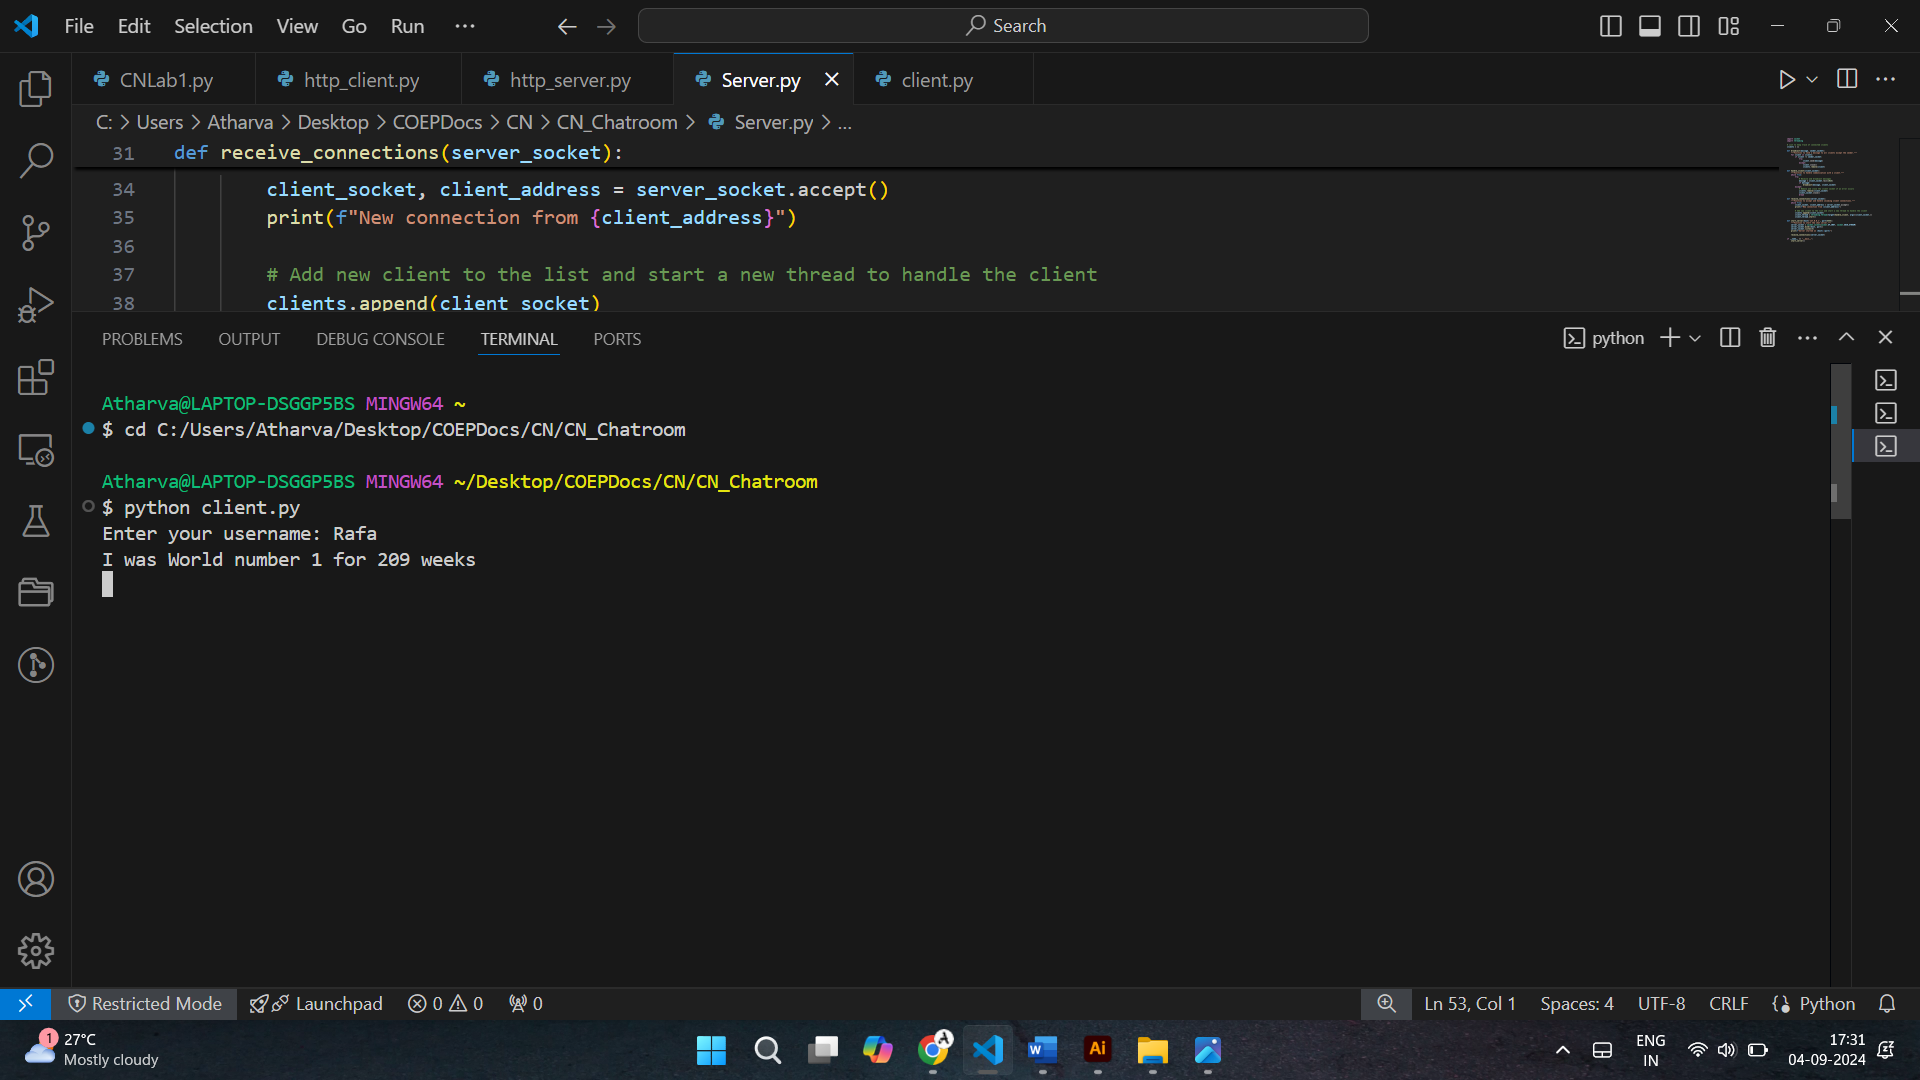 File Edit Selection View Go Run ··· Search
CNLab1.py http_client.py http_server.py Server.py client.py
C: > Users > Atharva > Desktop > COEPDocs > CN > CN_Chatroom > Server.py > ...
31 def receive_connections(server_socket):
34 client_socket, client_address = server_socket.accept()
35 print(f"New connection from {client_address}")
36
37 # Add new client to the list and start a new thread to handle the client
38 clients.append(client_socket)
PROBLEMS OUTPUT DEBUG CONSOLE TERMINAL PORTS python
Atharva@LAPTOP-DSGGP5BS MINGW64 ~
$ cd C:/Users/Atharva/Desktop/COEPDocs/CN/CN_Chatroom
Atharva@LAPTOP-DSGGP5BS MINGW64 ~/Desktop/COEPDocs/CN/CN_Chatroom
$ python client.py
Enter your username: Rafa
I was World number 1 for 209 weeks
Restricted Mode Launchpad 0 0 0 Ln 53, Col 1 Spaces: 4 UTF-8 CRLF Python
1 27°C
Mostly cloudy
A
W Ai
ENG
IN
17:31
04-09-2024